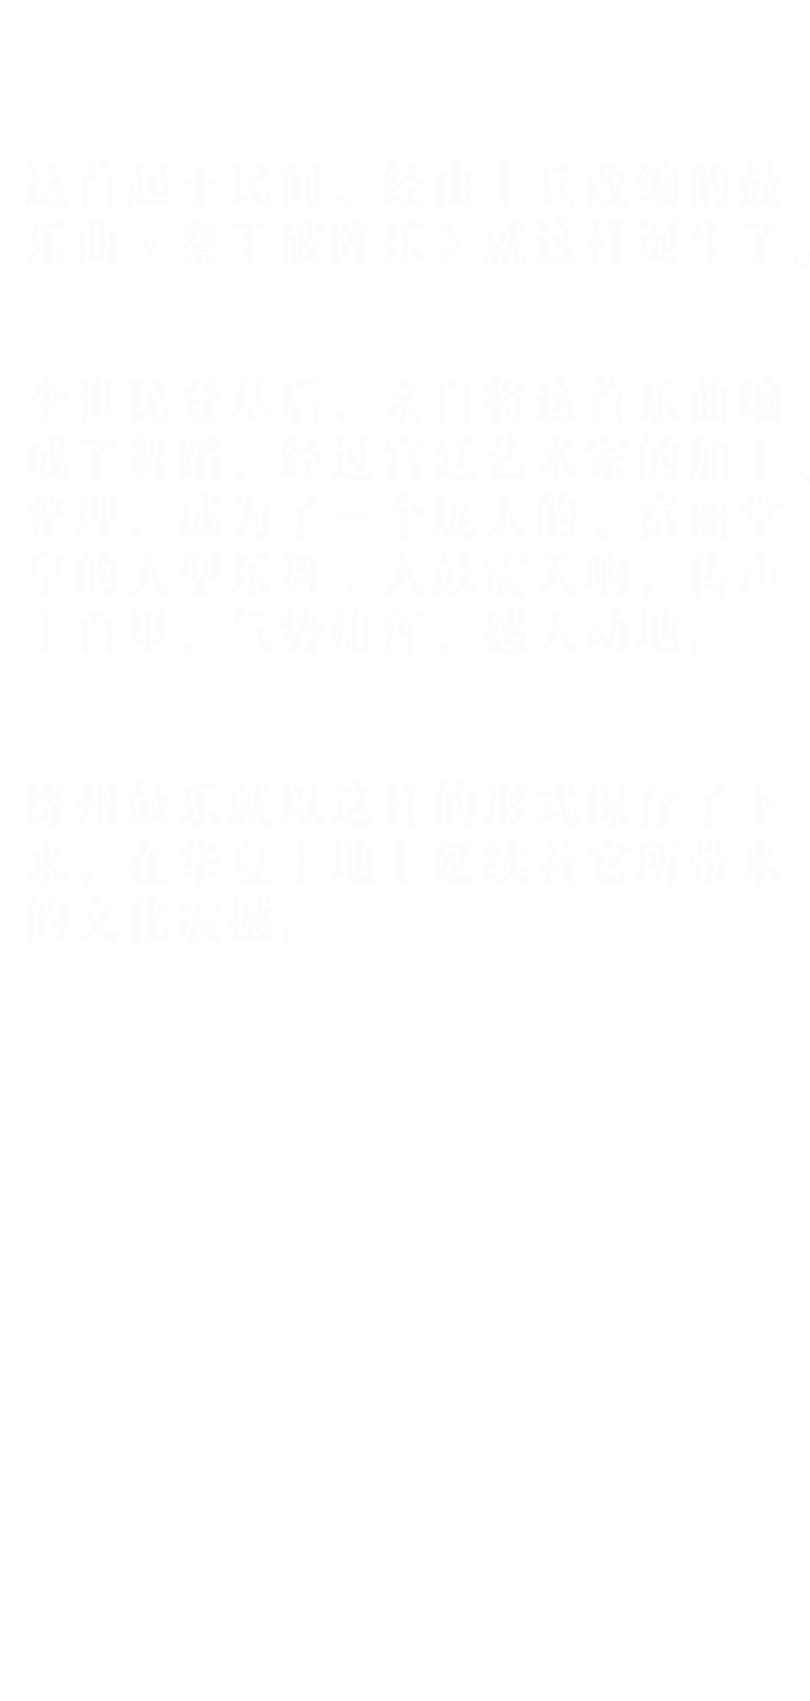 这首起于民间、经由士兵改编的鼓
乐曲《秦王破阵乐》就这样诞生了。
李世民登基后、亲自将这首乐曲编
成了舞蹈、经过宫廷艺术家的加工、
整理，成为了一个庞大的、富丽堂
皇的大型乐舞。大鼓震天响，传声
上百里，气势雄浑、感天动地。
绛州鼓乐就以这样的形式保存了下
来，在华夏土地上延续着它所带来
的文化震撼。